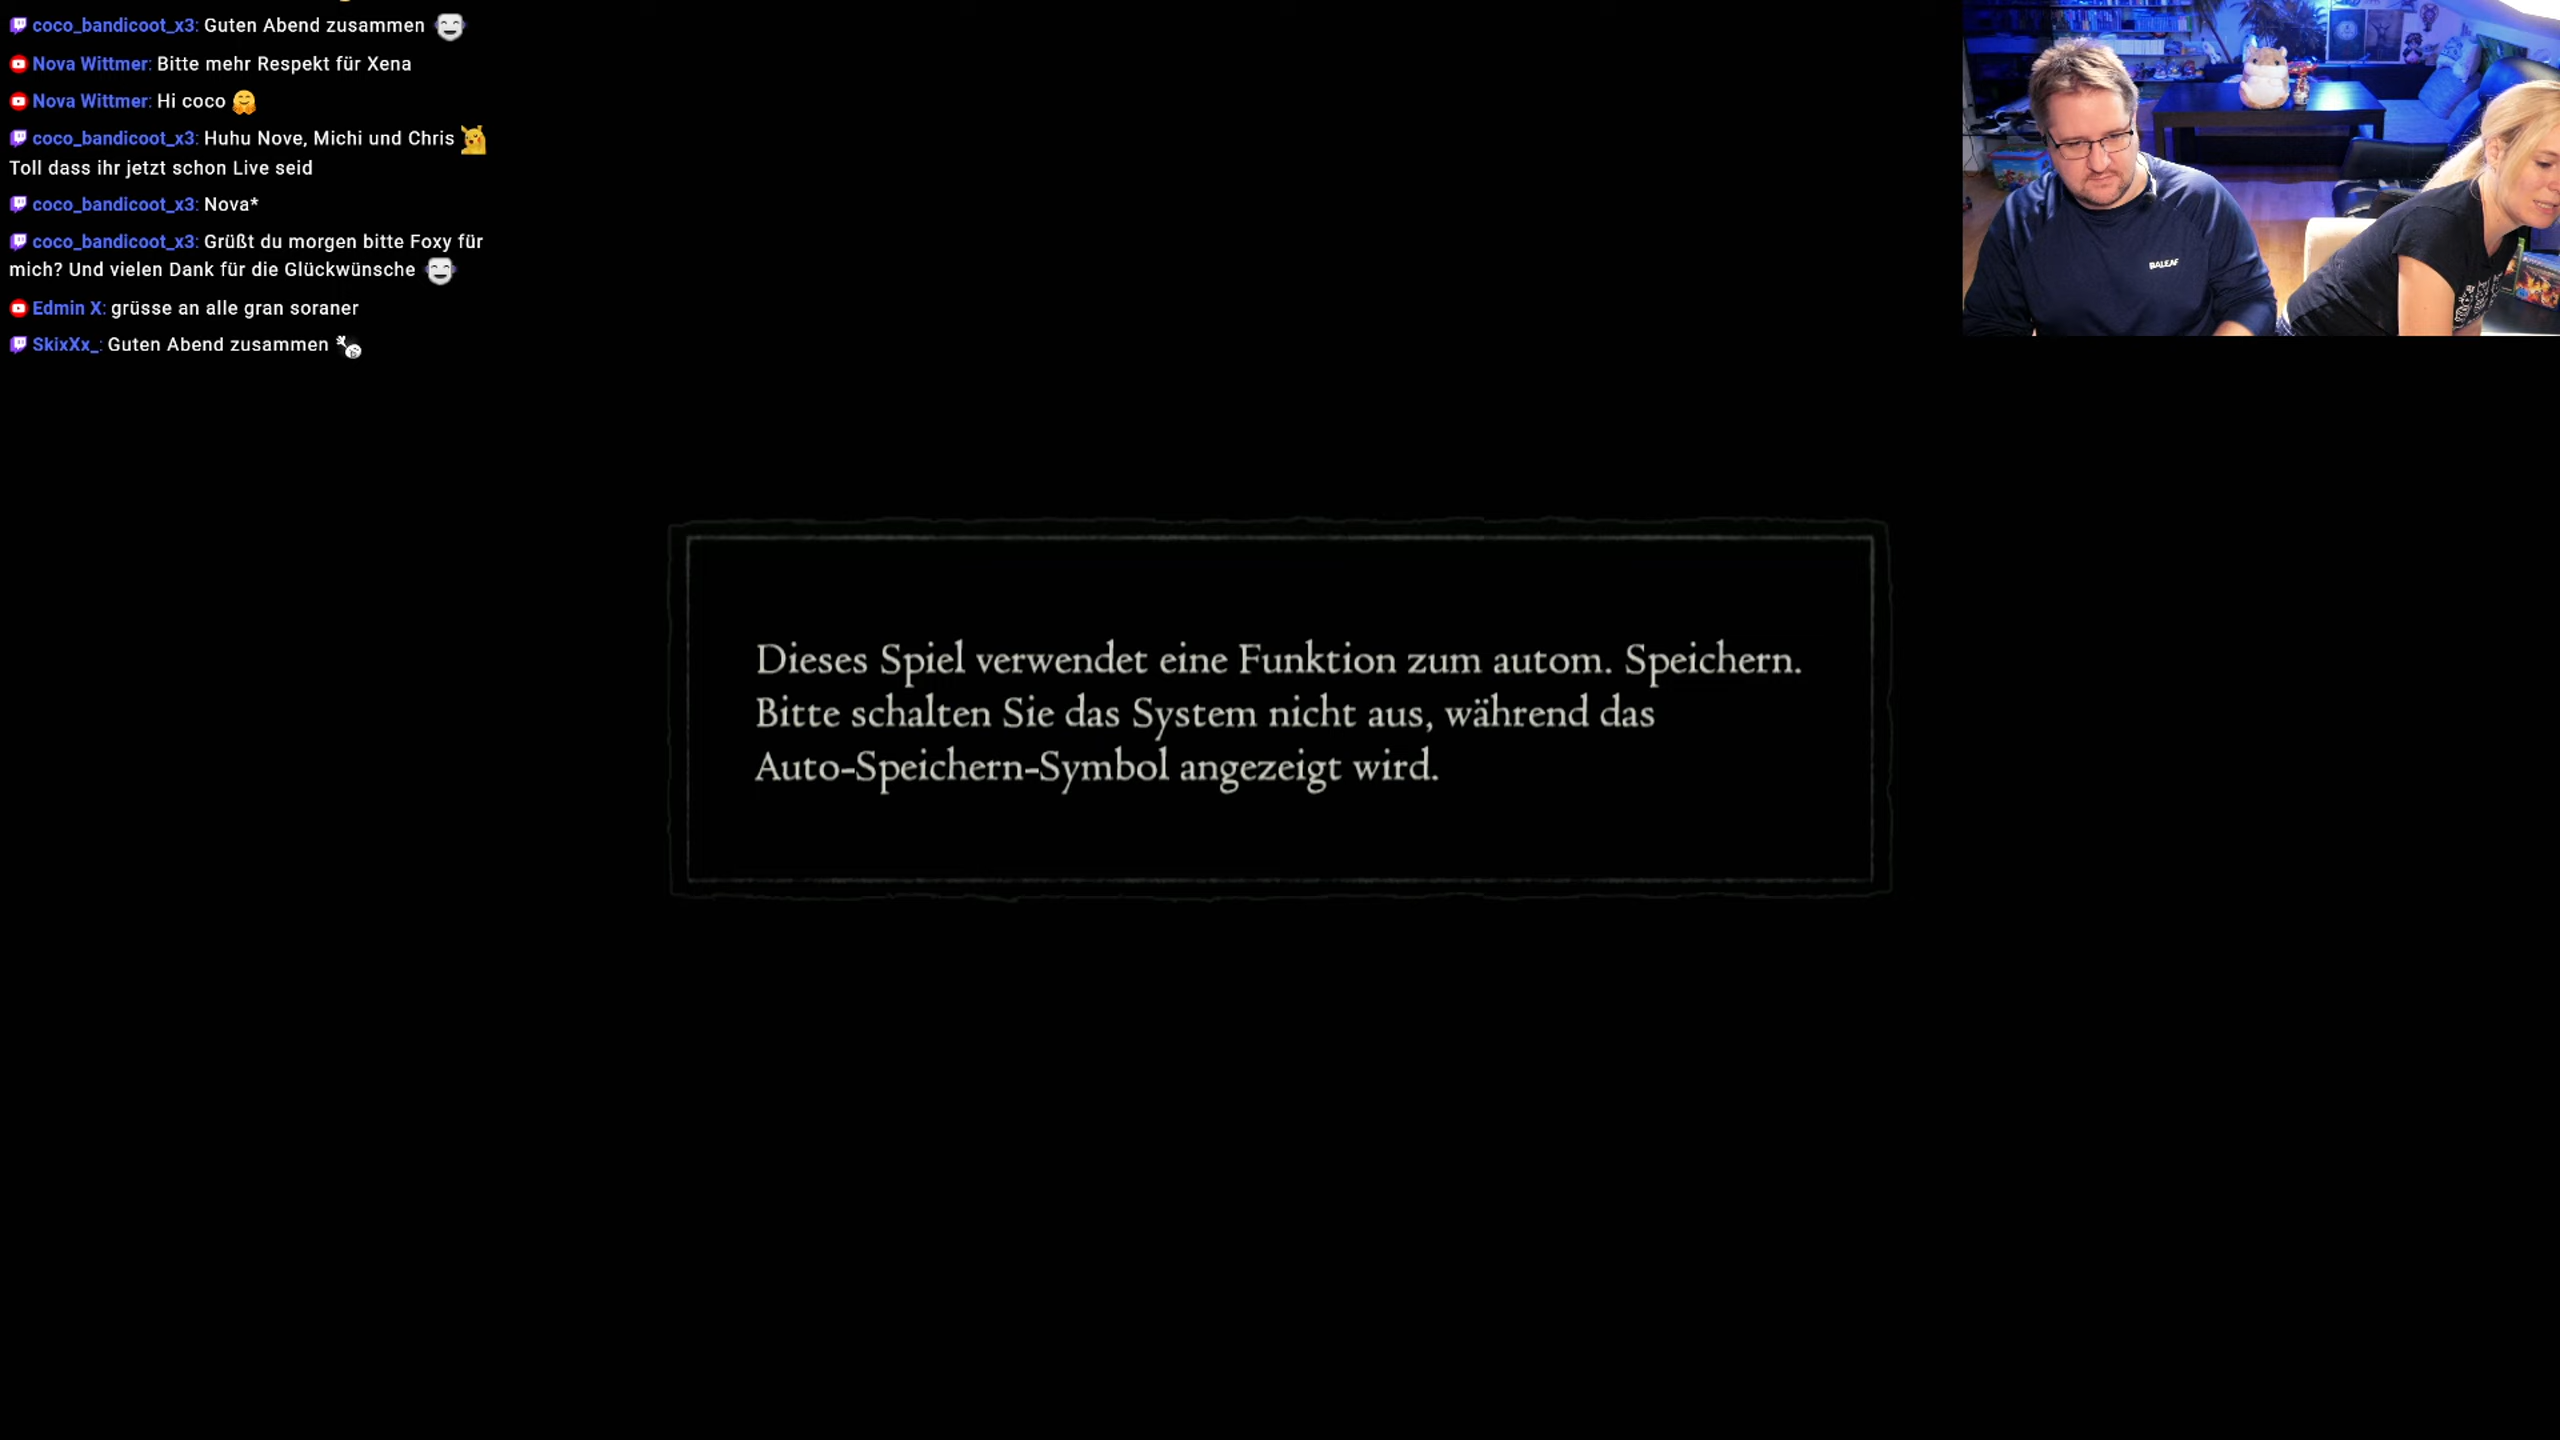 coco_bandicoot_x3: Guten Abend zusammen
Nova Wittmer: Bitte mehr Respekt für Xena
Nova Wittmer: Hi coco
coco_bandicoot_x3: Huhu Nove, Michi und Chris
Toll dass ihr jetzt schon Live seid
coco_bandicoot_x3: Nova*
coco_bandicoot_x3: Grüßt du morgen bitte Foxy für
mich? Und vielen Dank für die Glückwünsche
Edmin X: grüsse an alle gran soraner
SkixXx_: Guten Abend zusammen
BALEAF
Dieses Spiel verwendet eine Funktion zum autom. Speichern.
Bitte schalten Sie das System nicht aus, während das
Auto-Speichern-Symbol angezeigt wird.